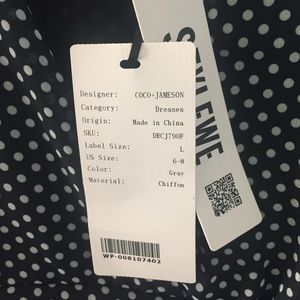 Designer: COCO+JAMESON
Category: Dresses
Origin: Made in China
SKU: DRCJ790F
Label Size: L
US Size: 6-8
Color: Gray
Material: Chiffon
WP-008107402
STYLEWE